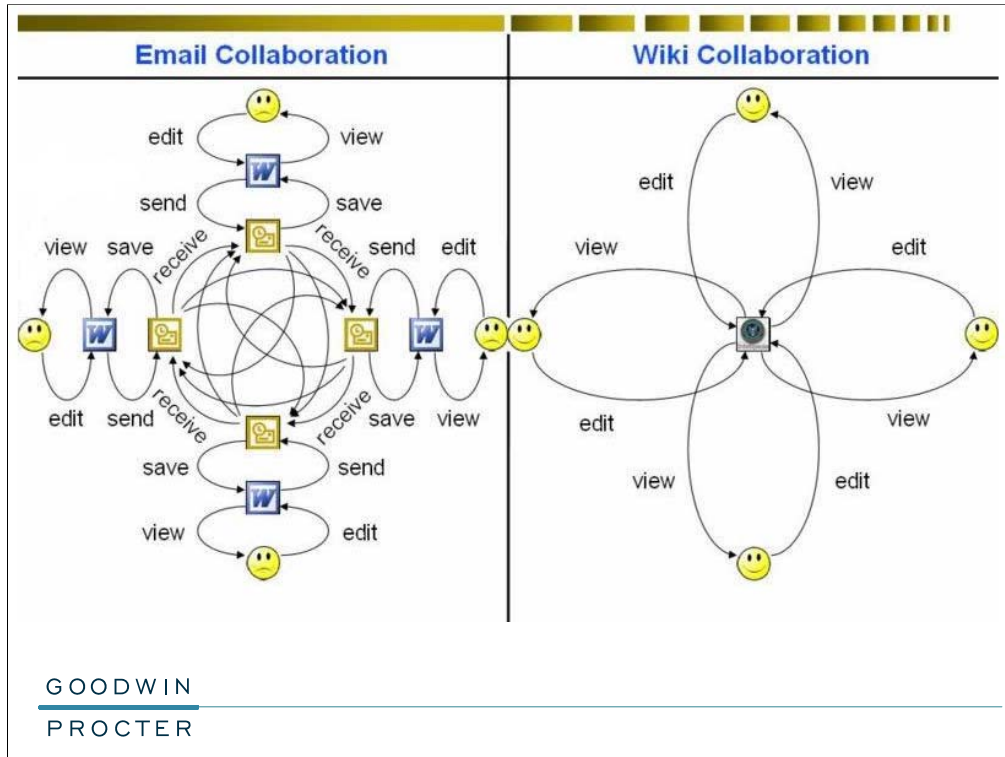 Email Collaboration
Wiki Collaboration
edit view
W
send save
view save receive receive send edit
W W
edit send receive receive save view
save send
W
view edit
edit view
view edit
edit view
view edit
GOODWIN
PROCTER